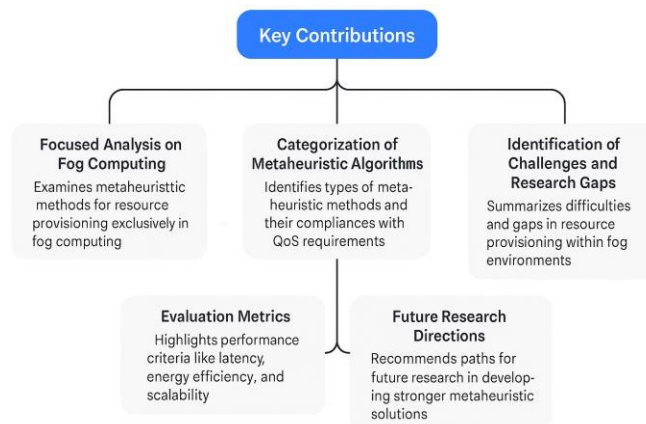 Key Contributions
Focused Analysis on
Fog Computing
Examines metaheuristtic
methods for resource
provisioning exclusively in
fog computing
Categorization of
Metaheuristic Algorithms
Identifies types of meta-
heuristic methods and
their compliances with
QoS requirements
Identification of
Challenges and
Research Gaps
Summarizes difficulties
and gaps in resource
provisioning within fog
environments
Evaluation Metrics
Highlights performance
criteria like latency,
energy efficiency, and
scalability
Future Research
Directions
Recommends paths for
future research in develop-
ing stronger metaheuristic
solutions